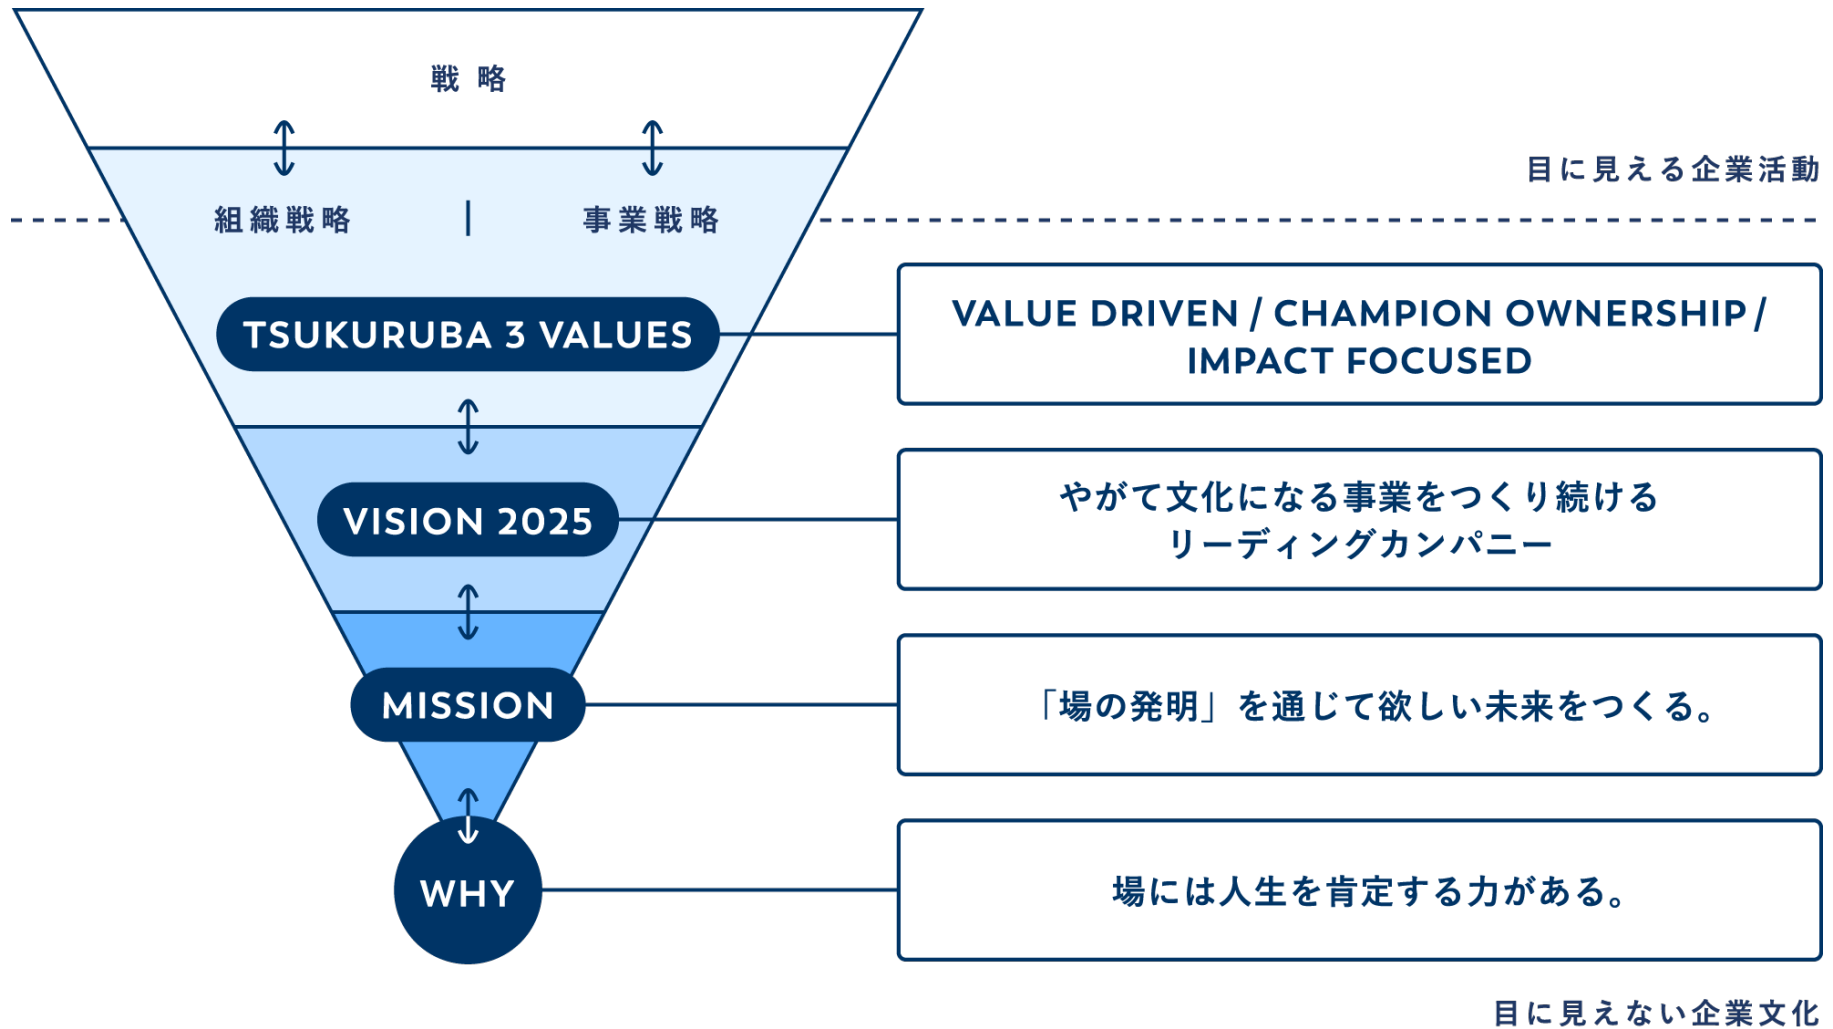 戦 略
目に見える企業活動
組織戦略 | 事業戦略
TSUKURUBA 3 VALUES
VALUE DRIVEN / CHAMPION OWNERSHIP /
IMPACT FOCUSED
VISION 2025
やがて文化になる事業をつくり続ける
リーディングカンパニー
MISSION
「場の発明」を通じて欲しい未来をつくる。
WHY
場には人生を肯定する力がある。
目に見えない企業文化